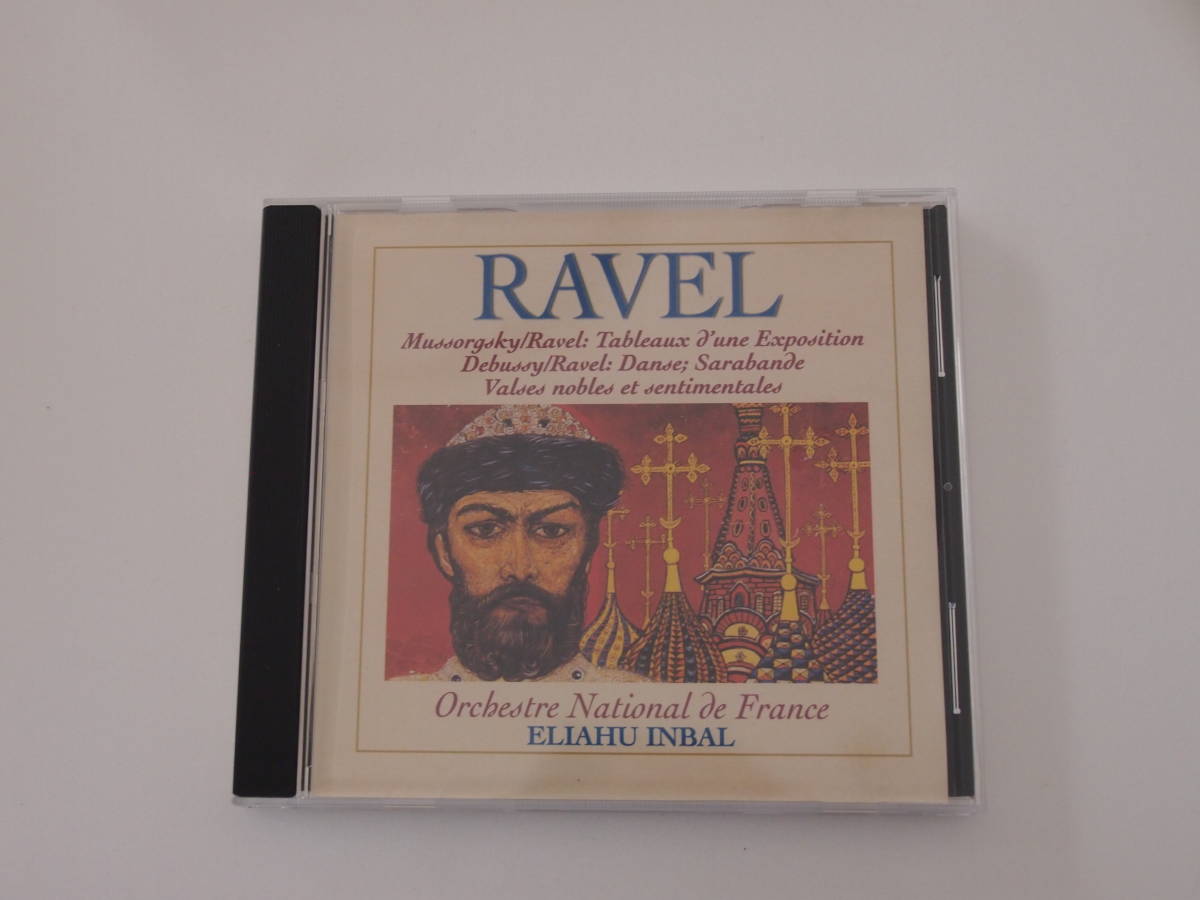 RAVEL
Mussorgsky/Ravel: Tableaux d'une Exposition
Debussy/Ravel: Danse; Sarabande
Valses nobles et sentimentales
Orchestre National de France
ELIAHU INBAL